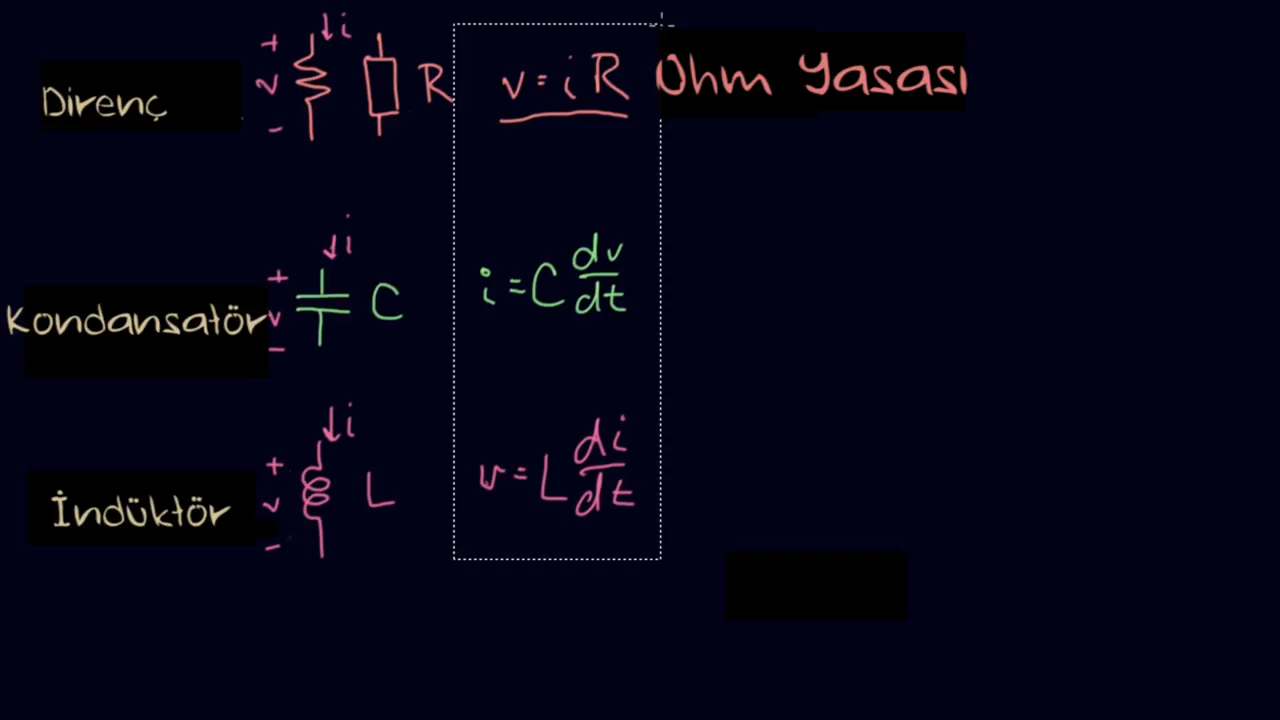 Direnç + v - i R v = i R Ohm Yasası
Kondansatör + v - i C i = C dv/dt
İndüktör + v - i L v = L di/dt